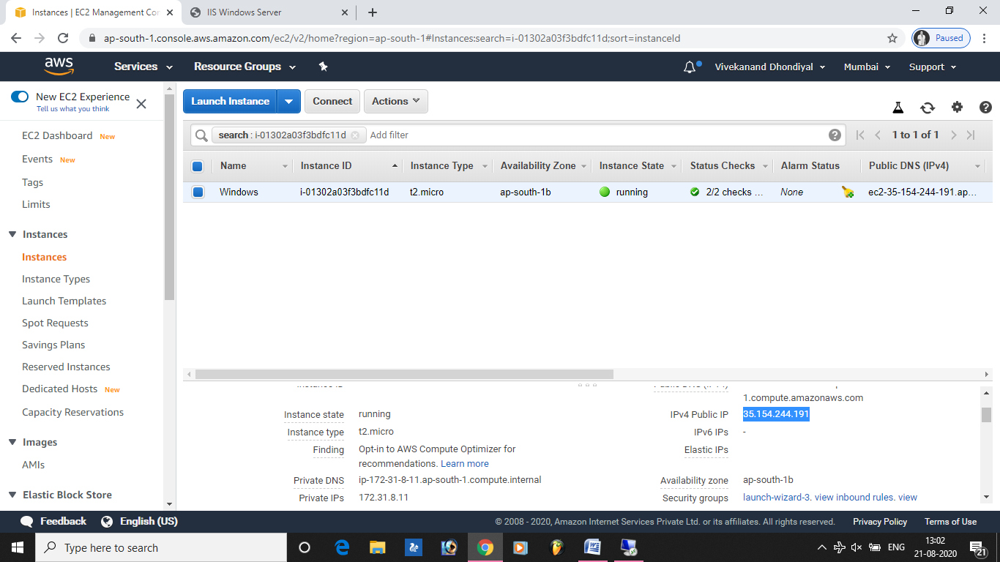 Instances | EC2 Management Con
IIS Windows Server
ap-south-1.console.aws.amazon.com/ec2/v2/home?region=ap-south-1#Instances:search=i-01302a03f3bdfc11d;sort=instanceId
Paused
aws
Services
Resource Groups
Vivekanand Dhondiyal
Mumbai
Support
New EC2 Experience
Tell us what you think
EC2 Dashboard New
Events New
Tags
Limits
Instances
Instances
Instance Types
Launch Templates
Spot Requests
Savings Plans
Reserved Instances
Dedicated Hosts New
Capacity Reservations
Images
AMIs
Elastic Block Store
Launch Instance
Connect
Actions
search : i-01302a03f3bdfc11d
Add filter
1 to 1 of 1
Name Instance ID Instance Type Availability Zone Instance State Status Checks Alarm Status Public DNS (IPv4)
Windows i-01302a03f3bdfc11d t2.micro ap-south-1b running 2/2 checks ... None ec2-35-154-244-191.ap...
Instance state running
Instance type t2.micro
Finding Opt-in to AWS Compute Optimizer for
recommendations. Learn more
Private DNS ip-172-31-8-11.ap-south-1.compute.internal
Private IPs 172.31.8.11
Public DNS (IPv4)
1.compute.amazonaws.com
IPv4 Public IP 35.154.244.191
IPv6 IPs -
Elastic IPs
Availability zone ap-south-1b
Security groups launch-wizard-3. view inbound rules. view
Feedback
English (US)
© 2008 - 2020, Amazon Internet Services Private Ltd. or its affiliates. All rights reserved.
Privacy Policy
Terms of Use
Type here to search
ENG
13:02
21-08-2020
21